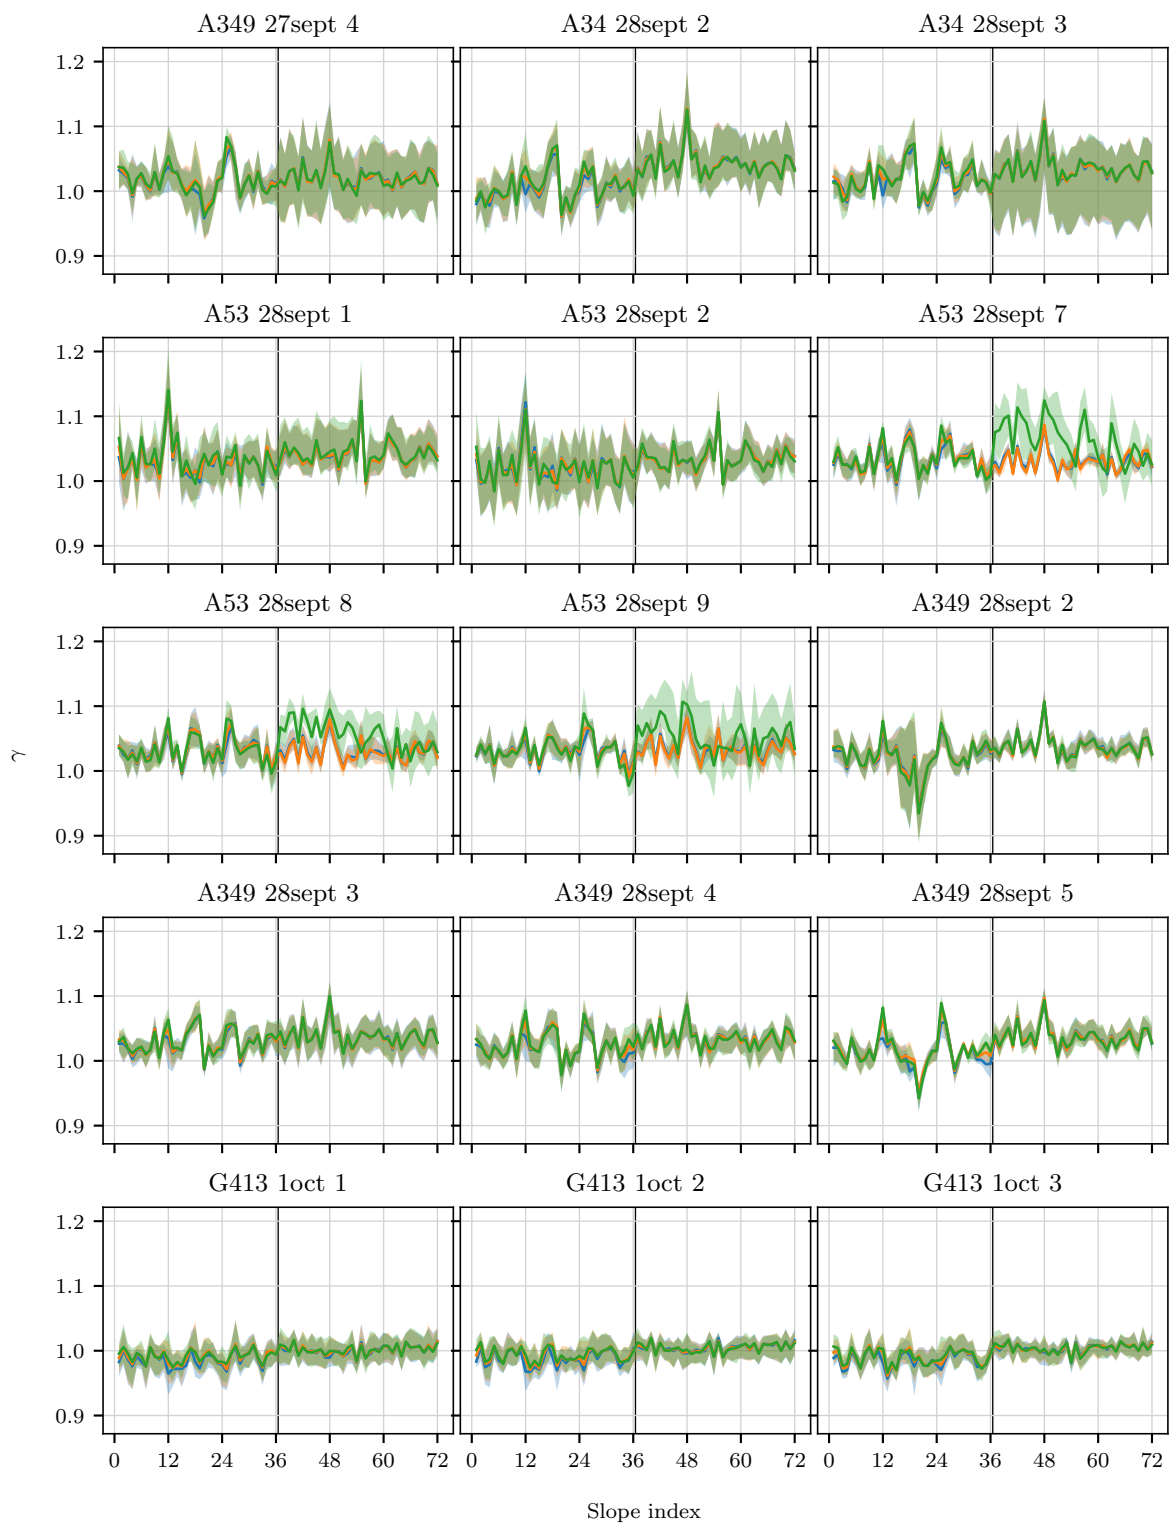 A349 27sept 4
A34 28sept 2
A34 28sept 3
1.2
1.1
1.0
0.9
A53 28sept 1
A53 28sept 2
A53 28sept 7
1.2
1.1
1.0
0.9
A53 28sept 8
A53 28sept 9
A349 28sept 2
1.2
1.1
1.0
0.9
γ
A349 28sept 3
A349 28sept 4
A349 28sept 5
1.2
1.1
1.0
0.9
G413 1oct 1
G413 1oct 2
G413 1oct 3
1.2
1.1
1.0
0.9
0 12 24 36 48 60 72
0 12 24 36 48 60 72
0 12 24 36 48 60 72
Slope index